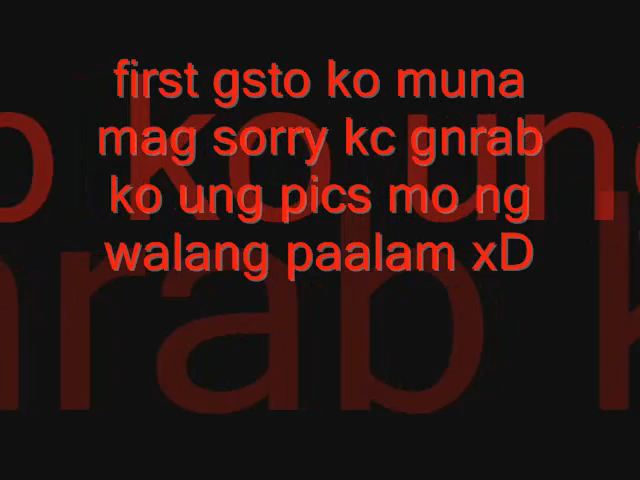 first gsto ko muna
mag sorry kc gnrab
ko ung pics mo ng
walang paalam xD